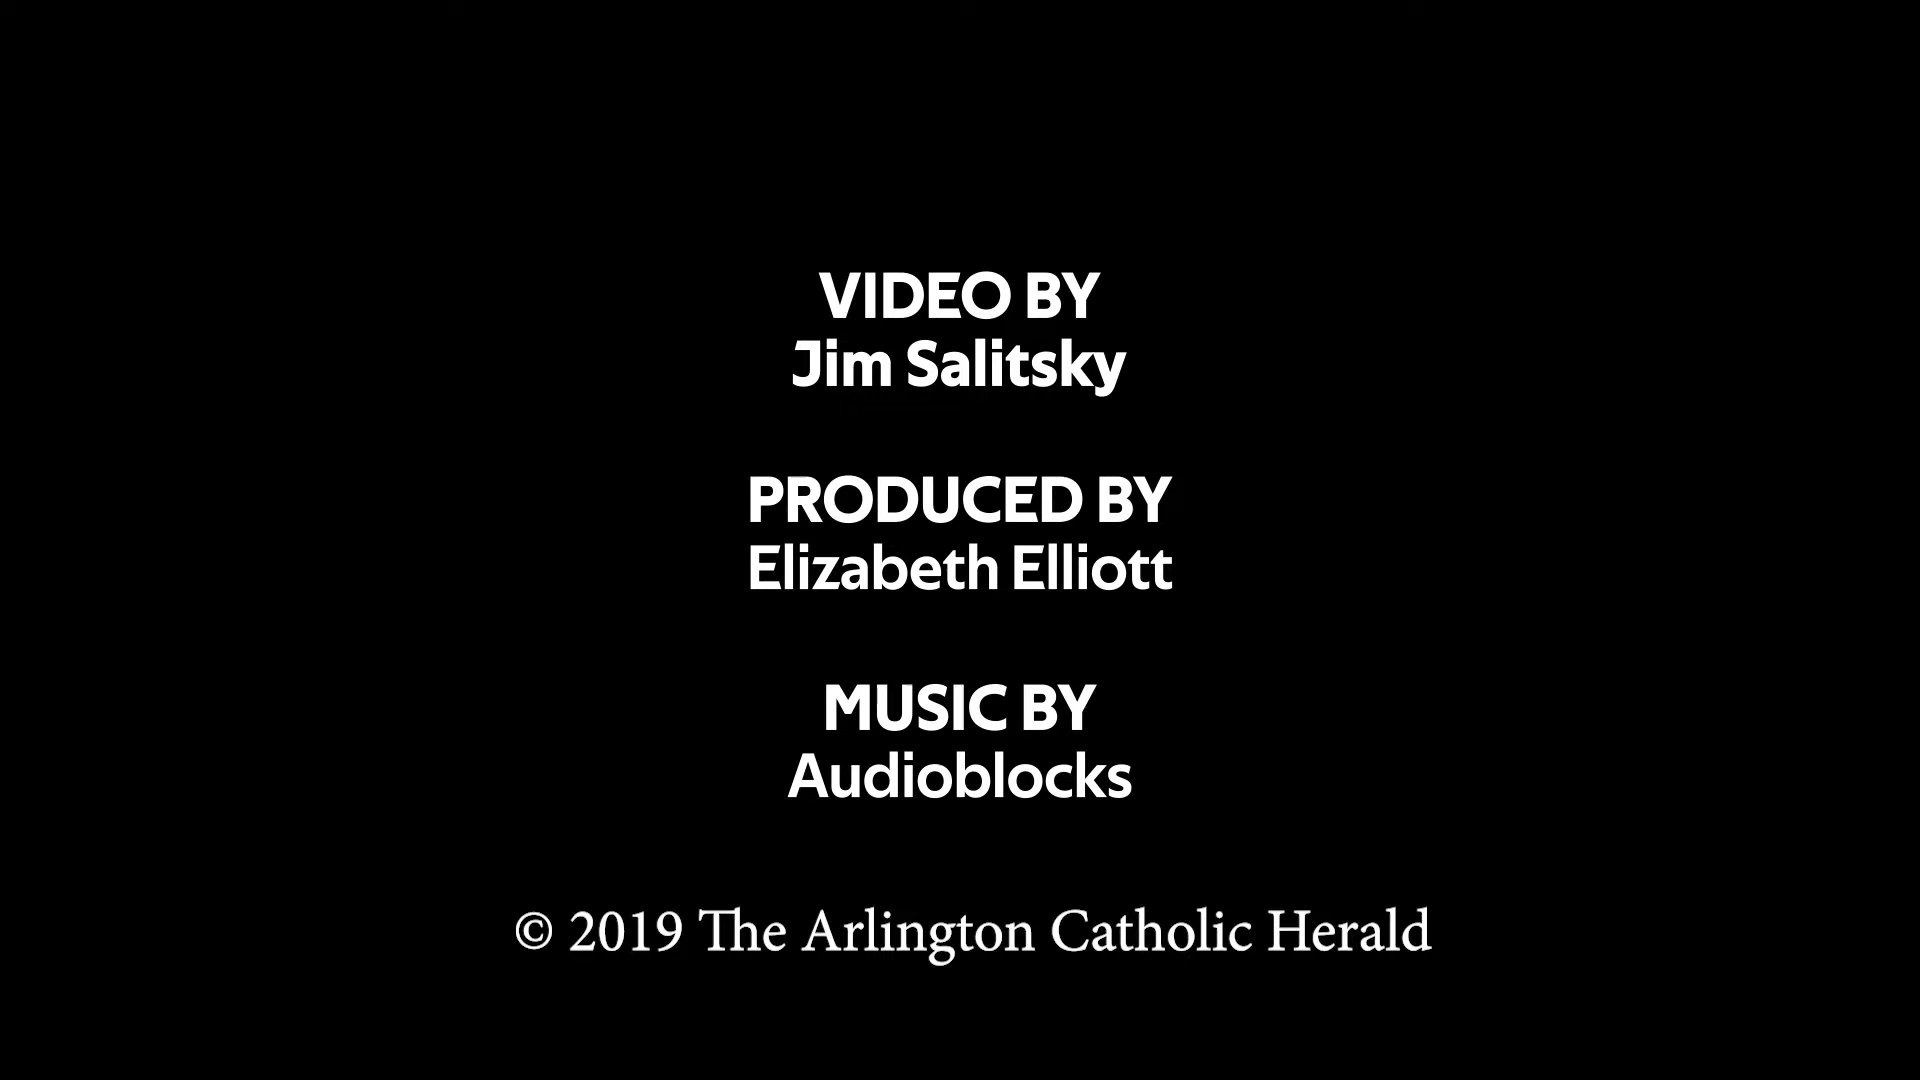 VIDEO BY
Jim Salitsky
PRODUCED BY
Elizabeth Elliott
MUSIC BY
Audioblocks
© 2019 The Arlington Catholic Herald